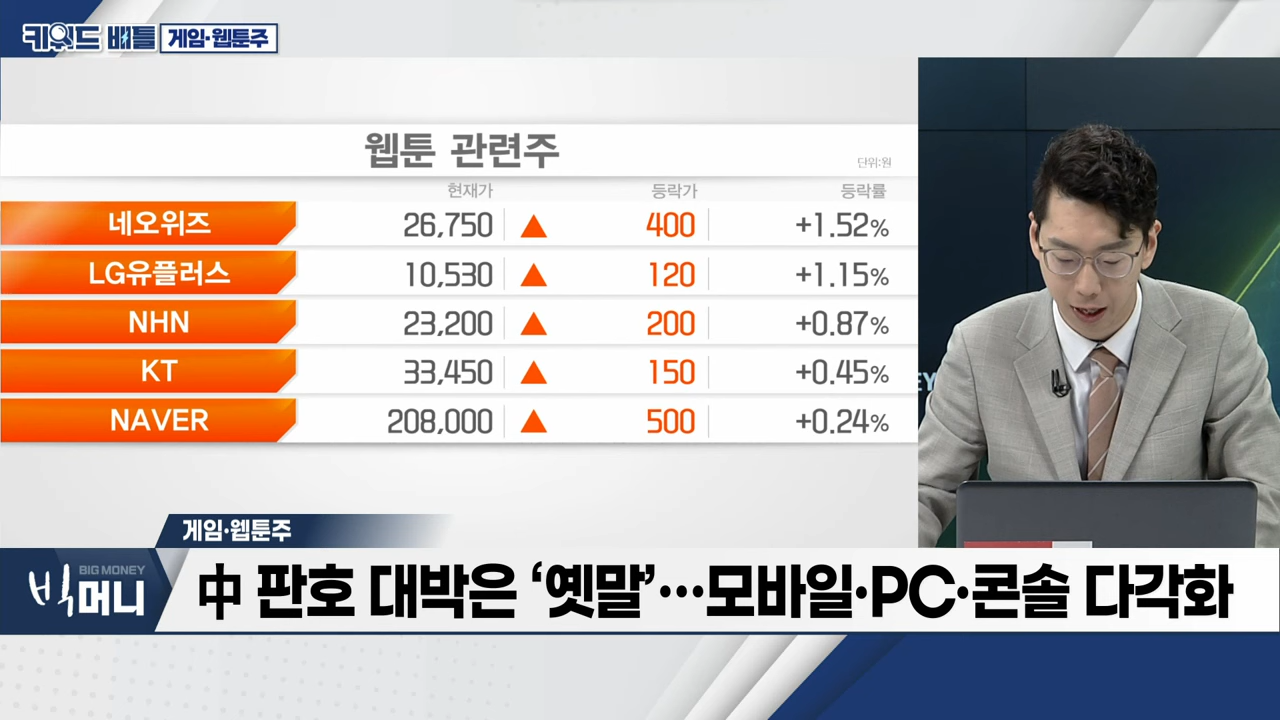 키워드 배틀 게임·웹툰주
웹툰 관련주
단위:원
현재가 등락가 등락률
네오위즈 26,750 ▲ 400 +1.52%
LG유플러스 10,530 ▲ 120 +1.15%
NHN 23,200 ▲ 200 +0.87%
KT 33,450 ▲ 150 +0.45%
NAVER 208,000 ▲ 500 +0.24%
EY
게임·웹툰주
BIG MONEY
빅머니
中 판호 대박은 ‘옛말’…모바일·PC·콘솔 다각화